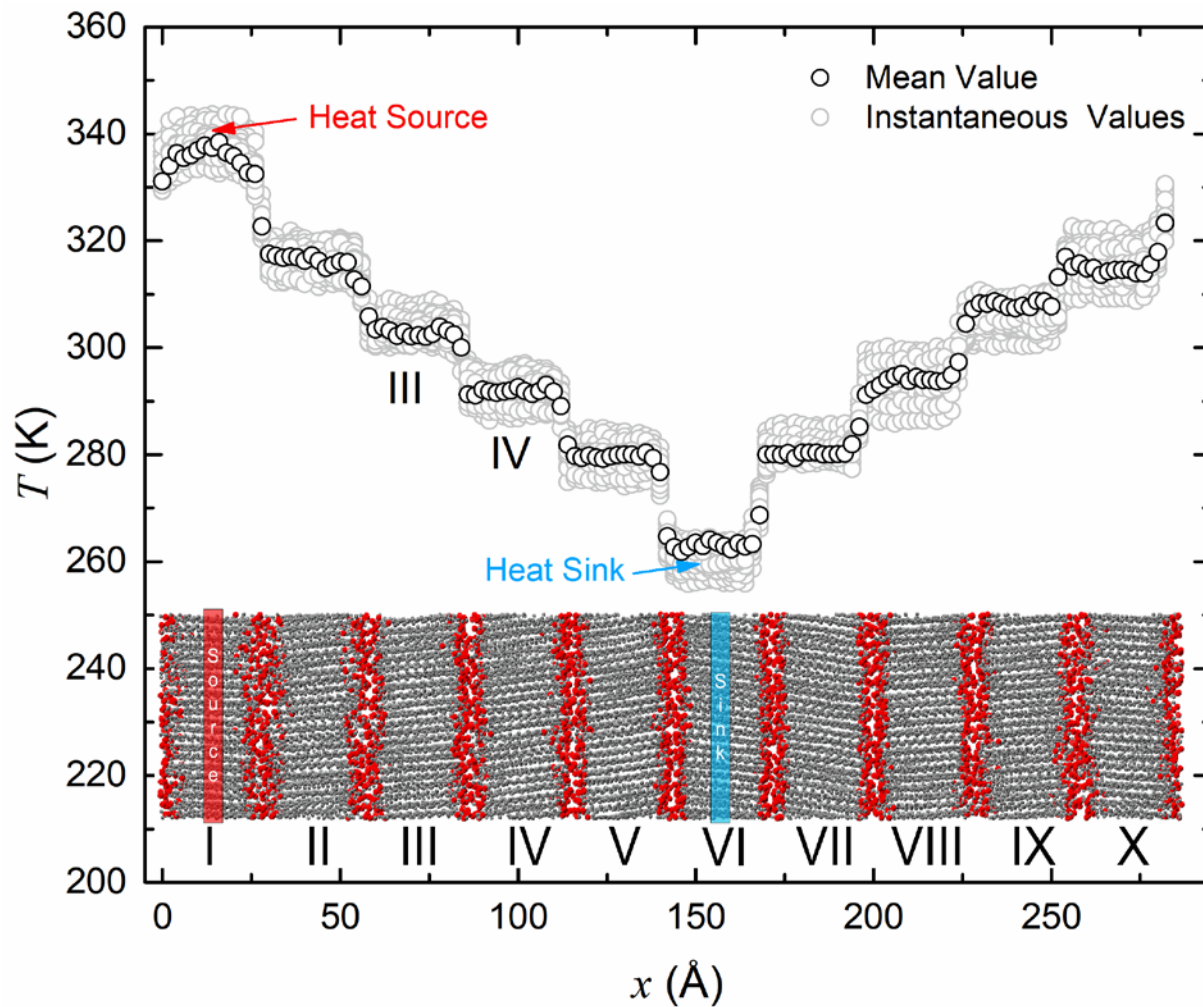 360
340
320
300
280
260
240
220
200
T (K)
Mean Value
Instantaneous Values
Heat Source
III
IV
Heat Sink
Source
Sink
I II III IV V VI VII VIII IX X
0 50 100 150 200 250
x (Å)